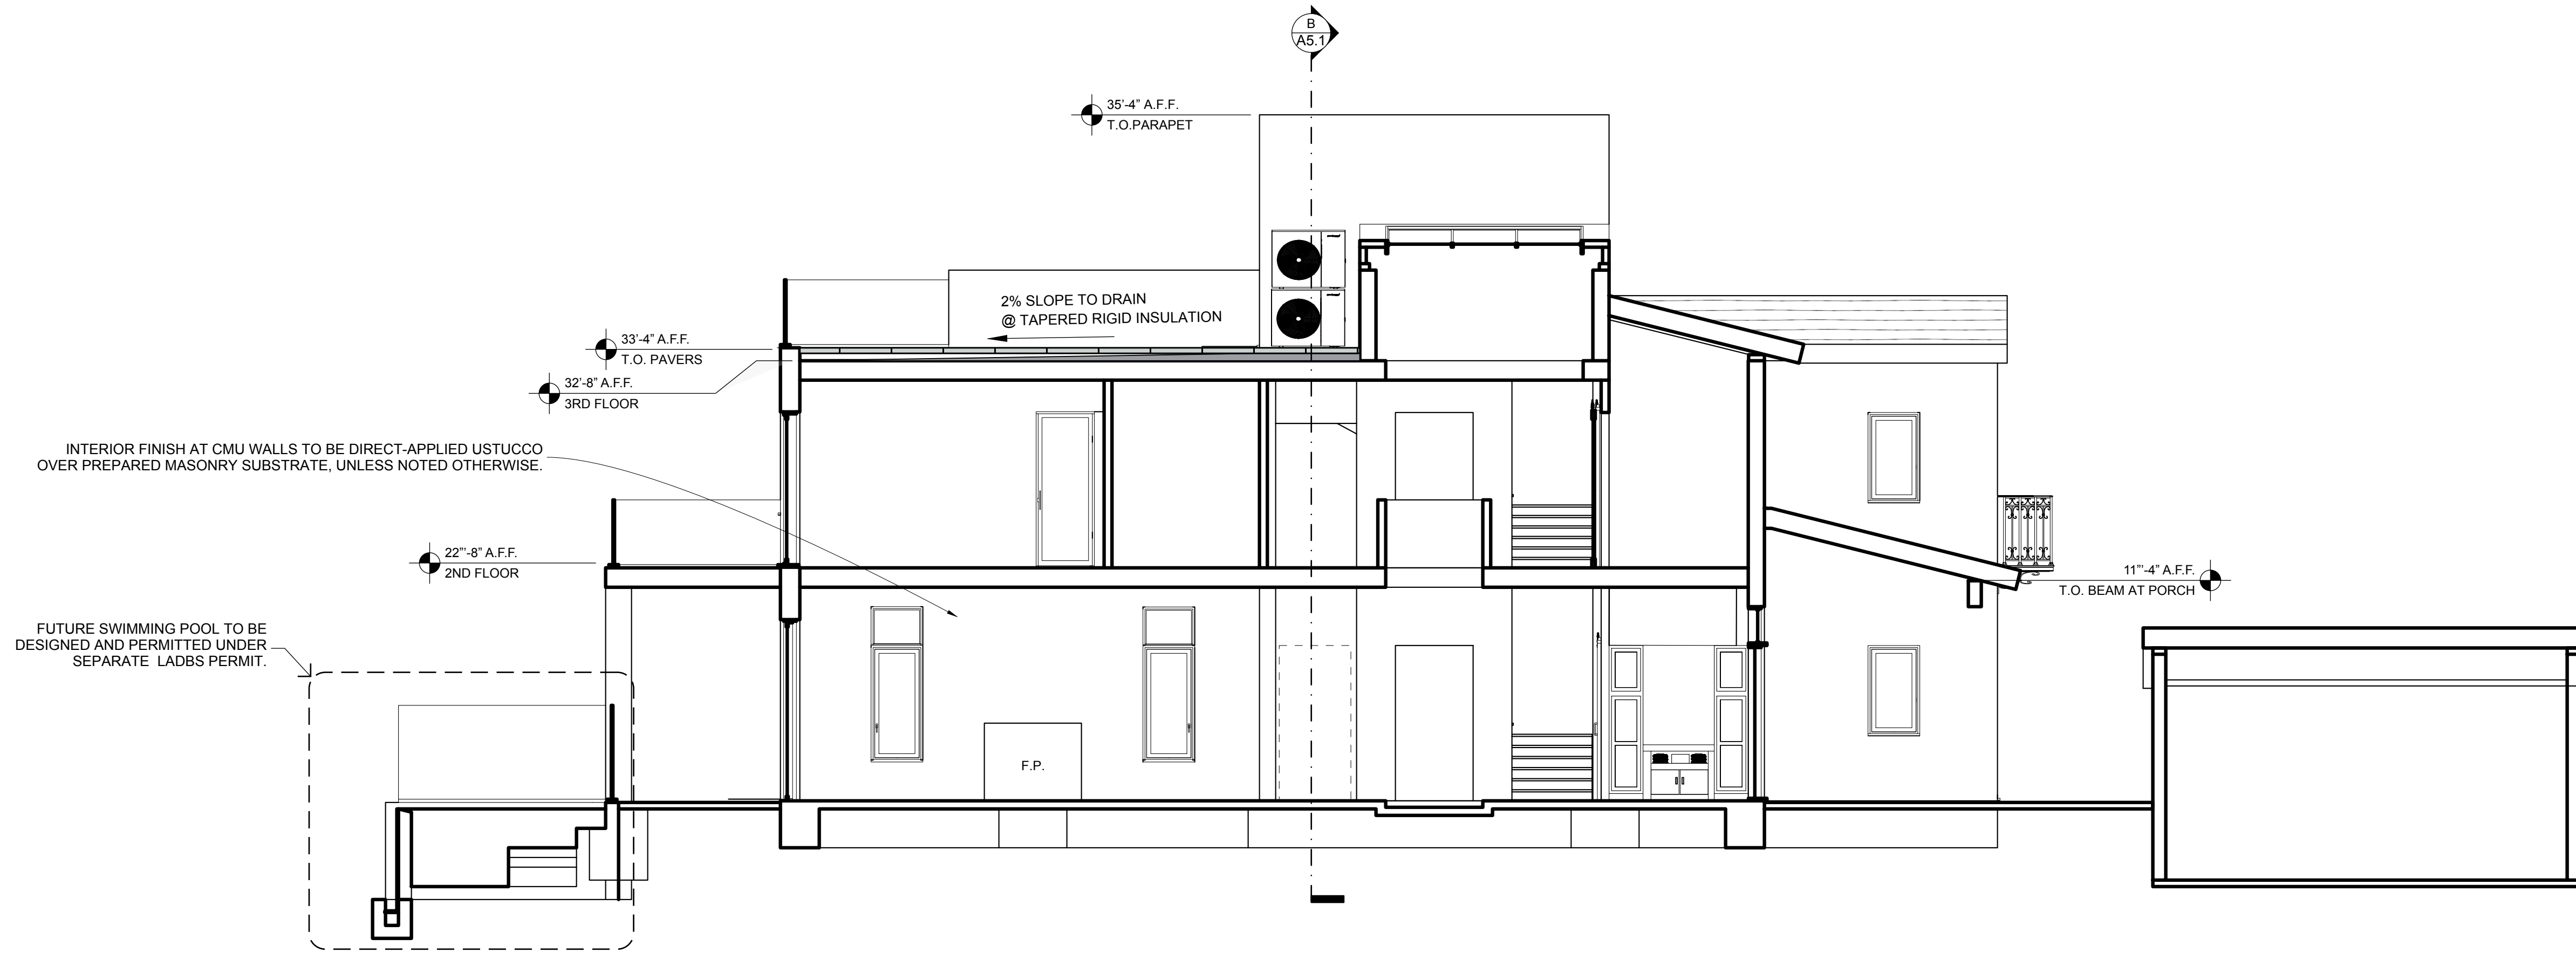 B
A5.1
35'-4" A.F.F.
T.O.PARAPET
2% SLOPE TO DRAIN
@ TAPERED RIGID INSULATION
33'-4" A.F.F.
T.O. PAVERS
32'-8" A.F.F.
3RD FLOOR
INTERIOR FINISH AT CMU WALLS TO BE DIRECT-APPLIED USTUCCO
OVER PREPARED MASONRY SUBSTRATE, UNLESS NOTED OTHERWISE.
22"'-8" A.F.F.
2ND FLOOR
11"'-4" A.F.F.
T.O. BEAM AT PORCH
FUTURE SWIMMING POOL TO BE
DESIGNED AND PERMITTED UNDER
SEPARATE LADBS PERMIT.
F.P.